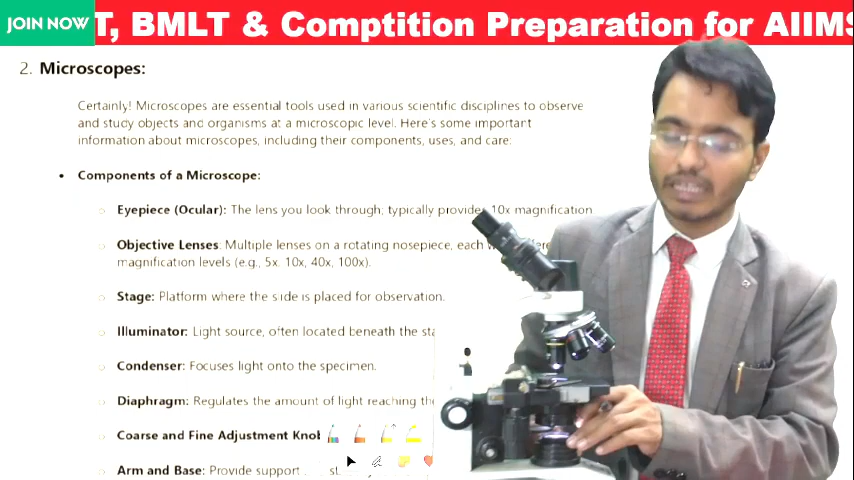 JOIN NOW
T, BMLT & Comptition Preparation for AIIMS
2. Microscopes:
Certainly! Microscopes are essential tools used in various scientific disciplines to observe
and study objects and organisms at a microscopic level. Here's some important
information about microscopes, including their components, uses, and care:
• Components of a Microscope:
Eyepiece (Ocular): The lens you look through; typically provides 10x magnification
Objective Lenses: Multiple lenses on a rotating nosepiece, each
magnification levels (e.g., 5x, 10x, 40x, 100x).
Stage: Platform where the slide is placed for observation.
Illuminator: Light source, often located beneath the sta
Condenser: Focuses light onto the specimen.
Diaphragm: Regulates the amount of light reaching the
Coarse and Fine Adjustment Knob
Arm and Base: Provide support